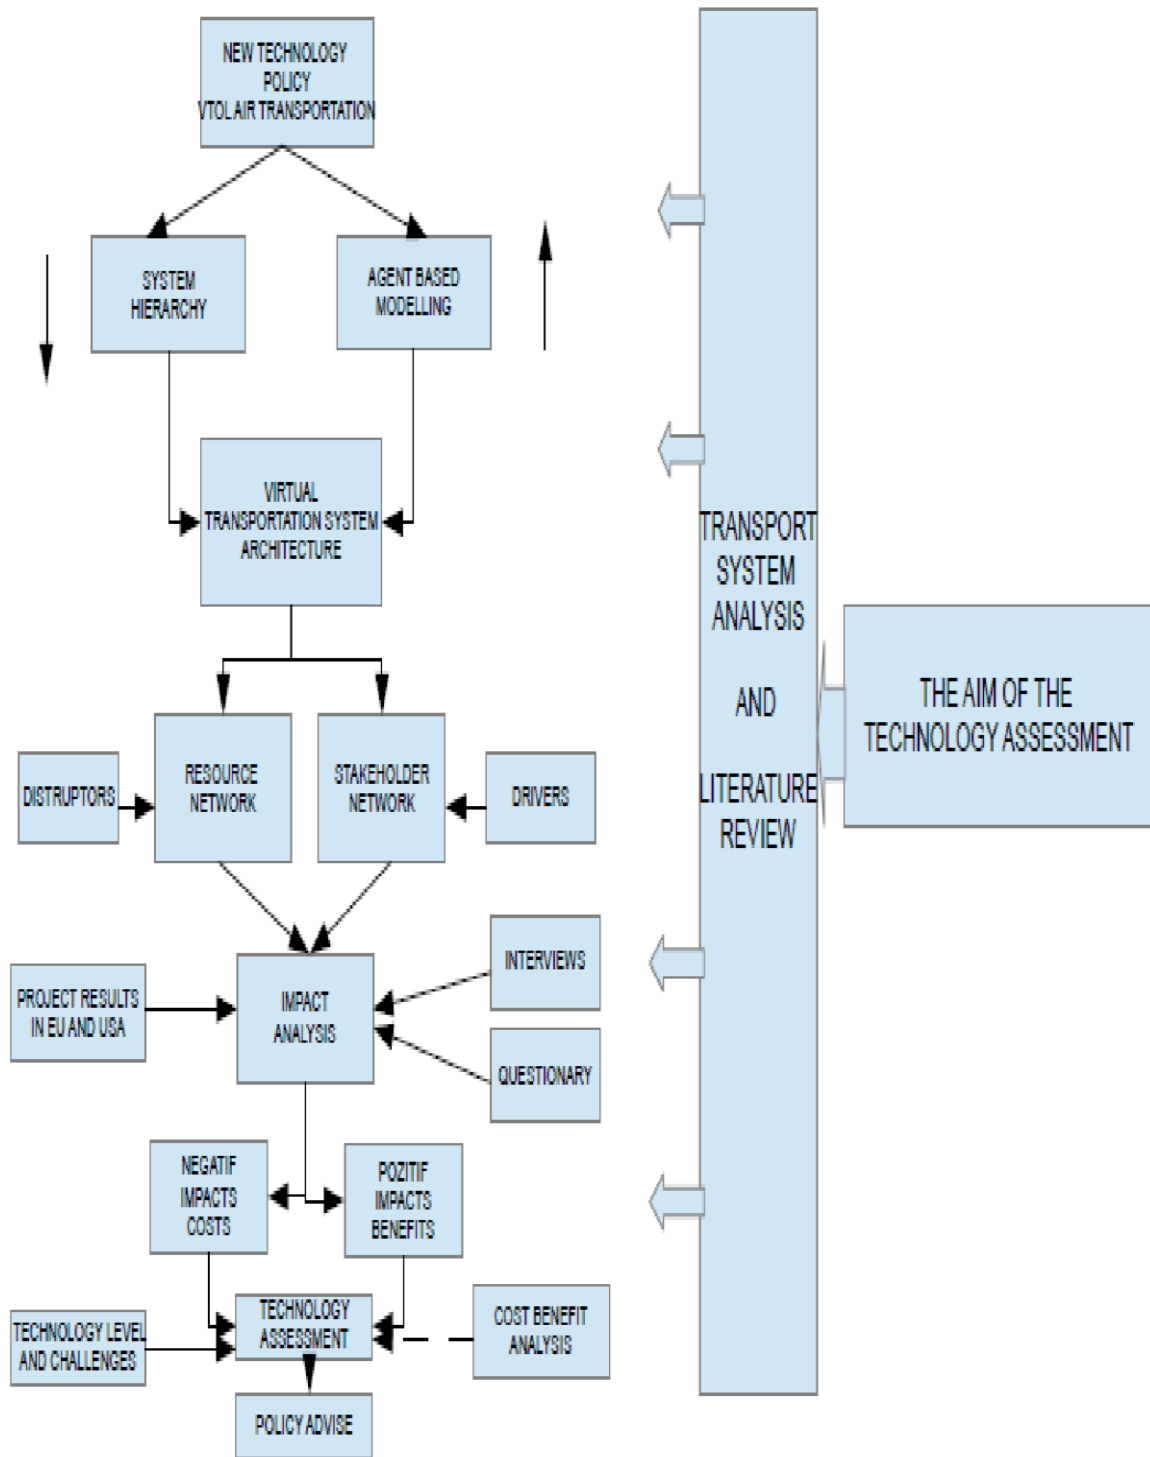 NEW TECHNOLOGY
POLICY
VTOL AIR TRANSPORTATION
SYSTEM
HIERARCHY
AGENT BASED
MODELLING
VIRTUAL
TRANSPORTATION SYSTEM
ARCHITECTURE
DISTRUPTORS
RESOURCE
NETWORK
STAKEHOLDER
NETWORK
DRIVERS
PROJECT RESULTS
IN EU AND USA
IMPACT
ANALYSIS
INTERVIEWS
QUESTIONARY
NEGATIF
IMPACTS
COSTS
POZITIF
IMPACTS
BENEFITS
TECHNOLOGY LEVEL
AND CHALLENGES
TECHNOLOGY
ASSESSMENT
COST BENEFIT
ANALYSIS
POLICY ADVISE
TRANSPORT
SYSTEM
ANALYSIS
AND
LITERATURE
REVIEW
THE AIM OF THE
TECHNOLOGY ASSESSMENT